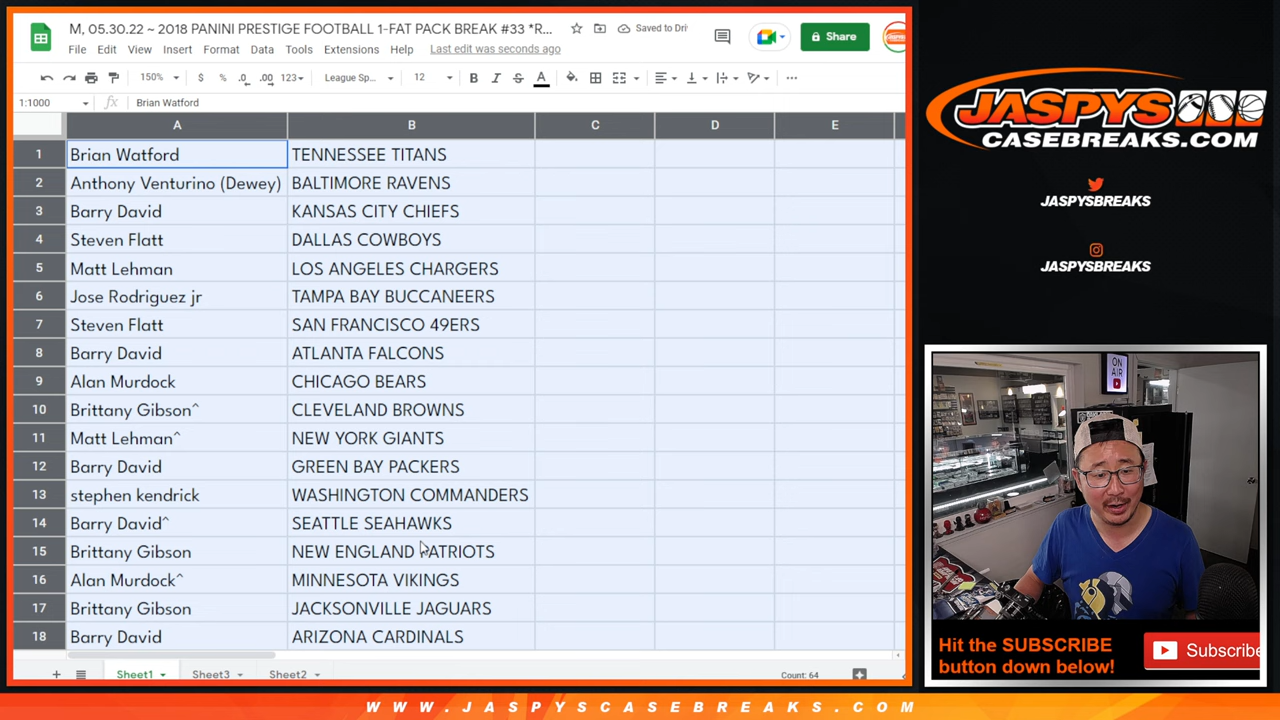 M, 05.30.22 ~ 2018 PANNI PRESTIGE FOOTBALL 1-FAT PACK BREAK #33 *R...
Saved to Dri
Share
File Edit View Insert Format Data Tools Extensions Help Last edit was seconds ago
150% $ % .0 .00 123 League Sp... 12 B I S A
1:1000 fx Brian Watford
A B C D E
1 Brian Watford TENNESSEE TITANS
2 Anthony Venturino (Dewey) BALTIMORE RAVENS
3 Barry David KANSAS CITY CHIEFS
4 Steven Flatt DALLAS COWBOYS
5 Matt Lehman LOS ANGELES CHARGERS
6 Jose Rodriguez jr TAMPA BAY BUCCANEERS
7 Steven Flatt SAN FRANCISCO 49ERS
8 Barry David ATLANTA FALCONS
9 Alan Murdock CHICAGO BEARS
10 Brittany Gibson^ CLEVELAND BROWNS
11 Matt Lehman^ NEW YORK GIANTS
12 Barry David GREEN BAY PACKERS
13 stephen kendrick WASHINGTON COMMANDERS
14 Barry David^ SEATTLE SEAHAWKS
15 Brittany Gibson NEW ENGLAND PATRIOTS
16 Alan Murdock^ MINNESOTA VIKINGS
17 Brittany Gibson JACKSONVILLE JAGUARS
18 Barry David ARIZONA CARDINALS
Sheet1 Sheet3 Sheet2 Count: 64
JASPYS
CASEBREAKS.COM
JASPYSBREAKS
JASPYSBREAKS
ON
AIR
Hit the SUBSCRIBE
button down below!
Subscribe
WWW.JASPYSCASEBREAKS.COM